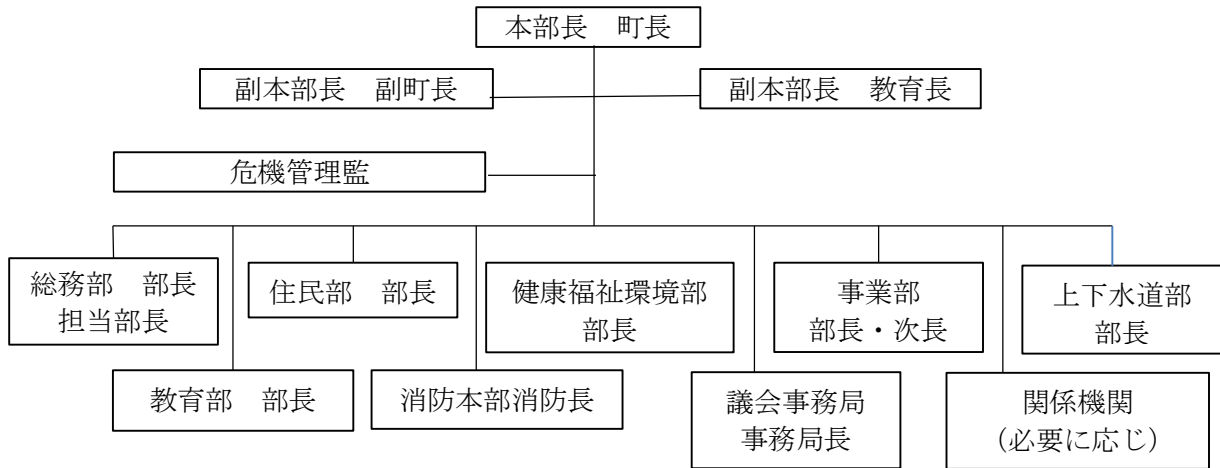 本部長　町長
副本部長　副町長
副本部長　教育長
危機管理監
総務部　部長
担当部長
住民部　部長
健康福祉環境部
部長
事業部
部長・次長
上下水道部
部長
教育部　部長
消防本部消防長
議会事務局
事務局長
関係機関
（必要に応じ）